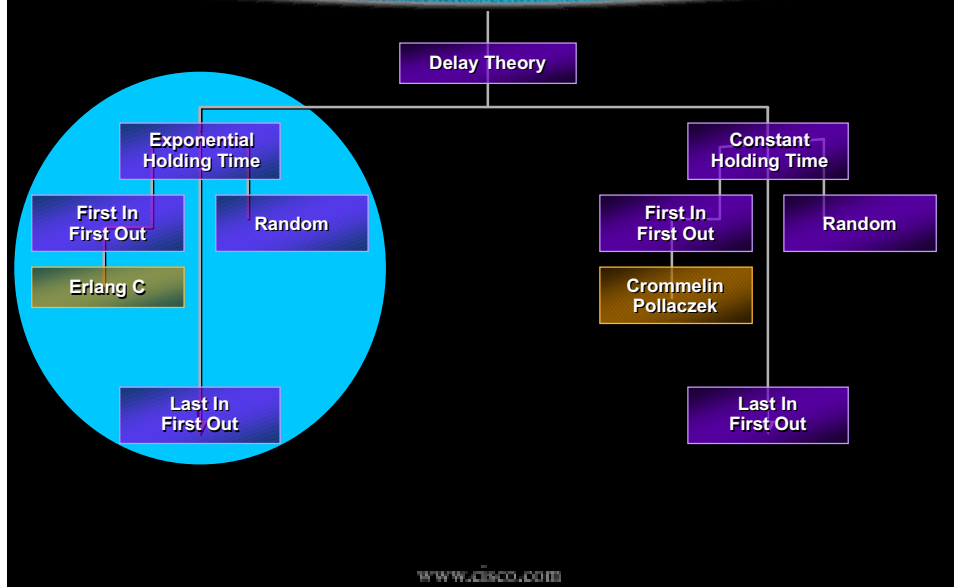 Delay Theory
Exponential
Holding Time
First In
First Out
Random
Erlang C
Last In
First Out
Constant
Holding Time
First In
First Out
Random
Crommelin
Pollaczek
Last In
First Out
www.cisco.com